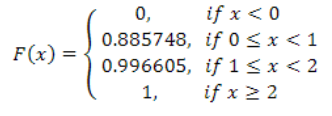 0, if x < 0
0.885748, if 0 ≤ x < 1
F(x) =
0.996605, if 1 ≤ x < 2
1, if x ≥ 2